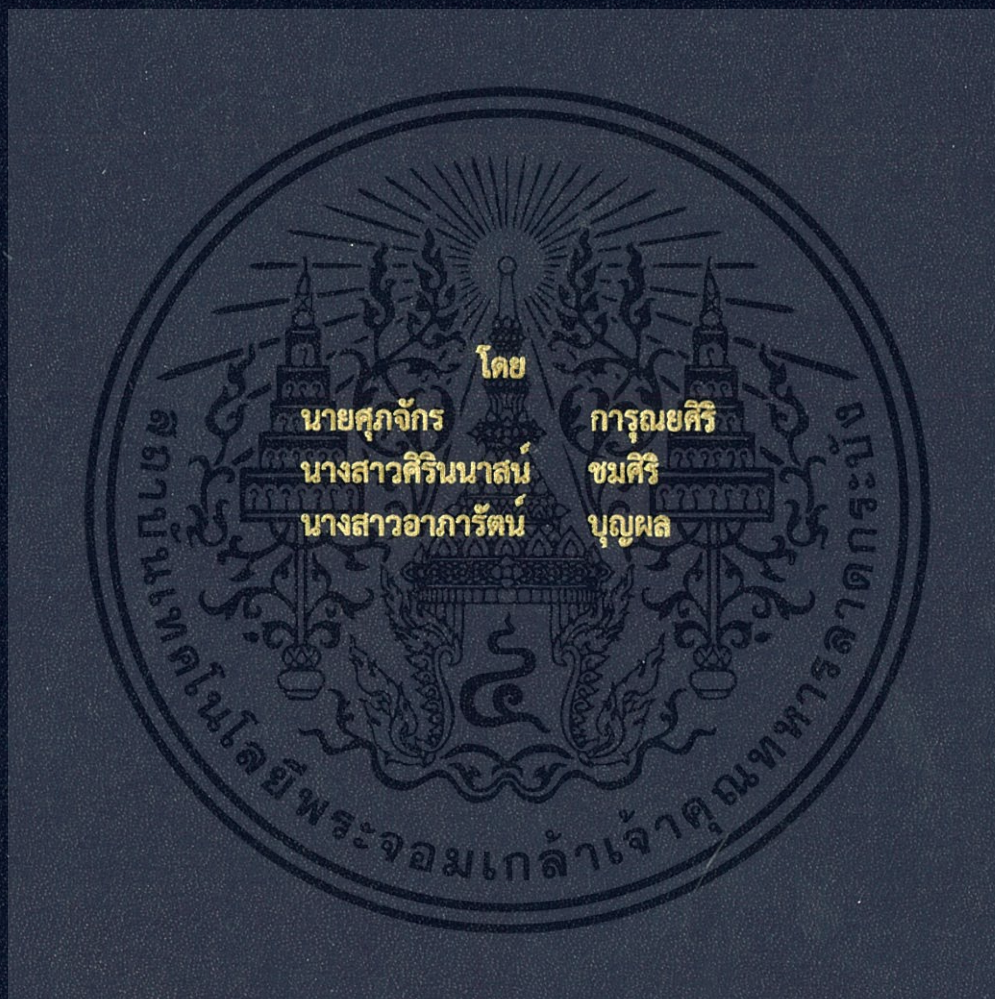 โดย
นายศุภจักร การุณยศิริ
นางสาวศิรินนาสน์ ชมศิริ
นางสาวอาภารัตน์ บุญผล
สถาบันเทคโนโลยีพระจอมเกล้าเจ้าคุณทหารลาดกระบัง
๔